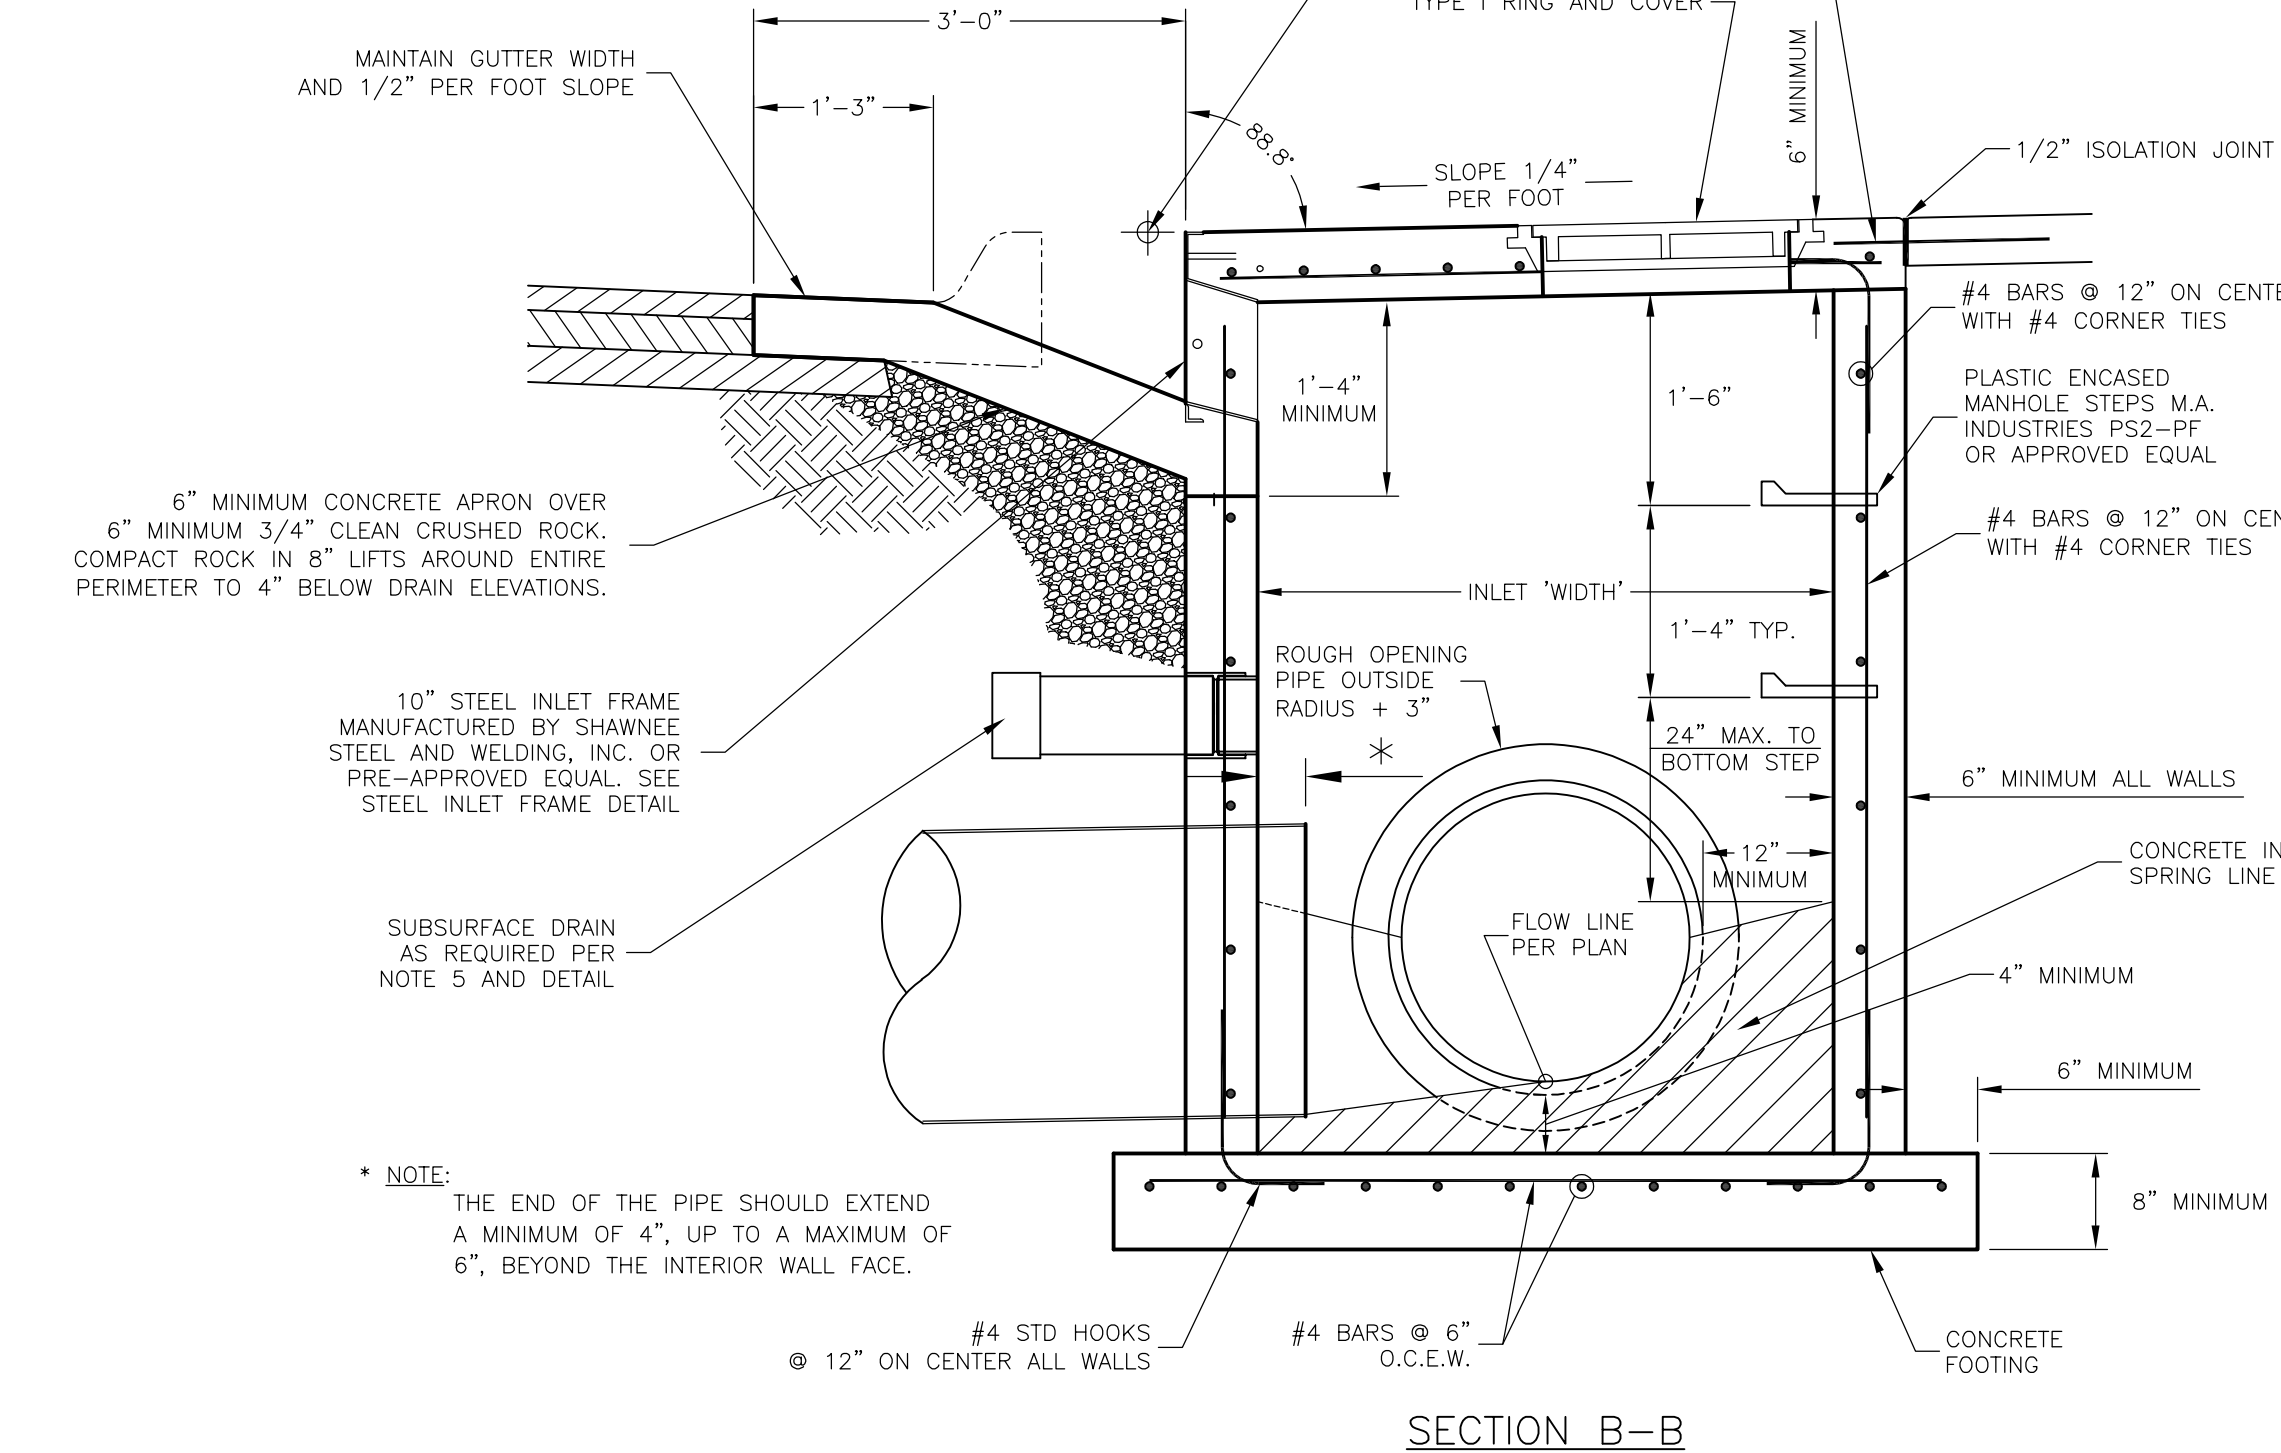 3'-0"
TYPE 1 RING AND COVER
MAINTAIN GUTTER WIDTH
AND 1/2" PER FOOT SLOPE
1'-3"
88.8°
6" MINIMUM
SLOPE 1/4"
PER FOOT
1/2" ISOLATION JOINT
#4 BARS @ 12" ON
WITH #4 CORNER TIES
1'-4"
MINIMUM
1'-6"
PLASTIC ENCASED
MANHOLE STEPS M.A.
INDUSTRIES PS2-PF
OR APPROVED EQUAL
6" MINIMUM CONCRETE APRON OVER
6" MINIMUM 3/4" CLEAN CRUSHED ROCK.
COMPACT ROCK IN 8" LIFTS AROUND ENTIRE
PERIMETER TO 4" BELOW DRAIN ELEVATIONS.
#4 BARS @ 12" ON
WITH #4 CORNER TIES
INLET 'WIDTH'
1'-4" TYP.
ROUGH OPENING
PIPE OUTSIDE
RADIUS + 3"
*
10" STEEL INLET FRAME
MANUFACTURED BY SHAWNEE
STEEL AND WELDING, INC. OR
PRE-APPROVED EQUAL. SEE
STEEL INLET FRAME DETAIL
24" MAX. TO
BOTTOM STEP
6" MINIMUM ALL WALLS
12"
MINIMUM
CONCRETE
SPRING LINE
SUBSURFACE DRAIN
AS REQUIRED PER
NOTE 5 AND DETAIL
FLOW LINE
PER PLAN
4" MINIMUM
6" MINIMUM
8" MINIMUM
* NOTE:
THE END OF THE PIPE SHOULD EXTEND
A MINIMUM OF 4", UP TO A MAXIMUM OF
6", BEYOND THE INTERIOR WALL FACE.
#4 STD HOOKS
@ 12" ON CENTER ALL WALLS
#4 BARS @ 6"
O.C.E.W.
CONCRETE
FOOTING
SECTION B-B